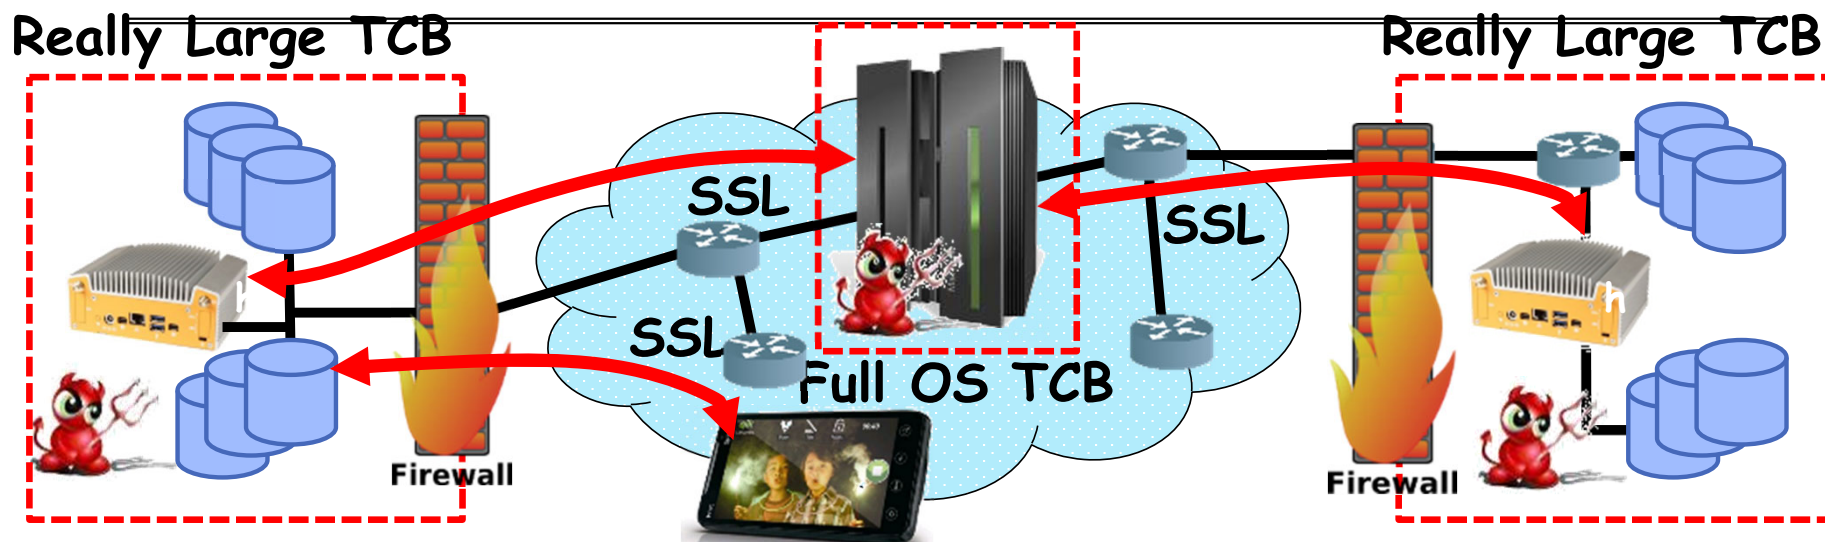 Really Large TCB
Really Large TCB
SSL
SSL
SSL
Full OS TCB
Firewall
Firewall